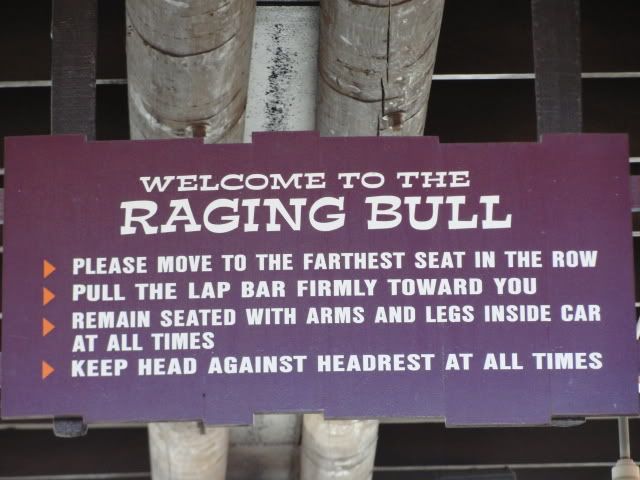 WELCOME TO THE
RAGING BULL
PLEASE MOVE TO THE FARTHEST SEAT IN THE ROW
PULL THE LAP BAR FIRMLY TOWARD YOU
REMAIN SEATED WITH ARMS AND LEGS INSIDE CAR
AT ALL TIMES
KEEP HEAD AGAINST HEADREST AT ALL TIMES